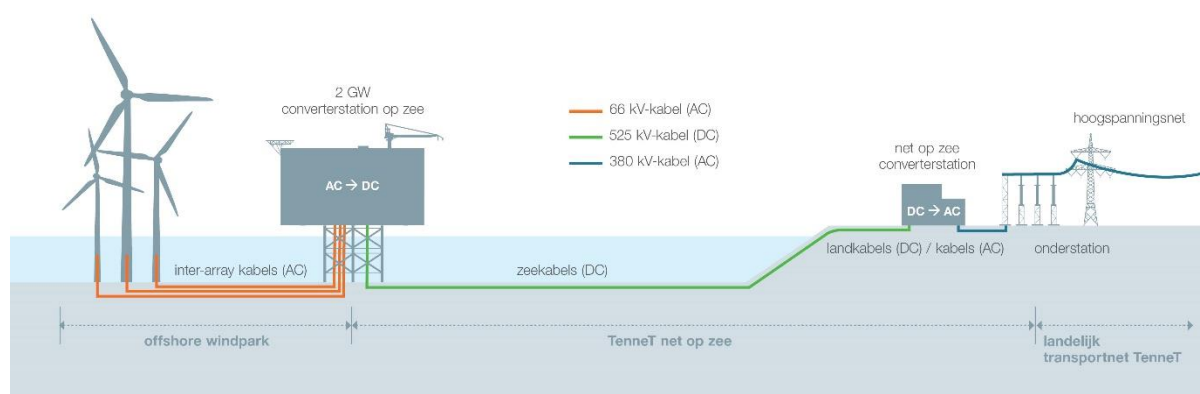 2 GW
converterstation op zee
AC → DC
66 kV-kabel (AC)
525 kV-kabel (DC)
380 kV-kabel (AC)
hoogspanningsnet
net op zee
converterstation
DC → AC
inter-array kabels (AC)
zeekabels (DC)
landkabels (DC) / kabels (AC)
onderstation
offshore windpark
TenneT net op zee
landelijk
transportnet TenneT